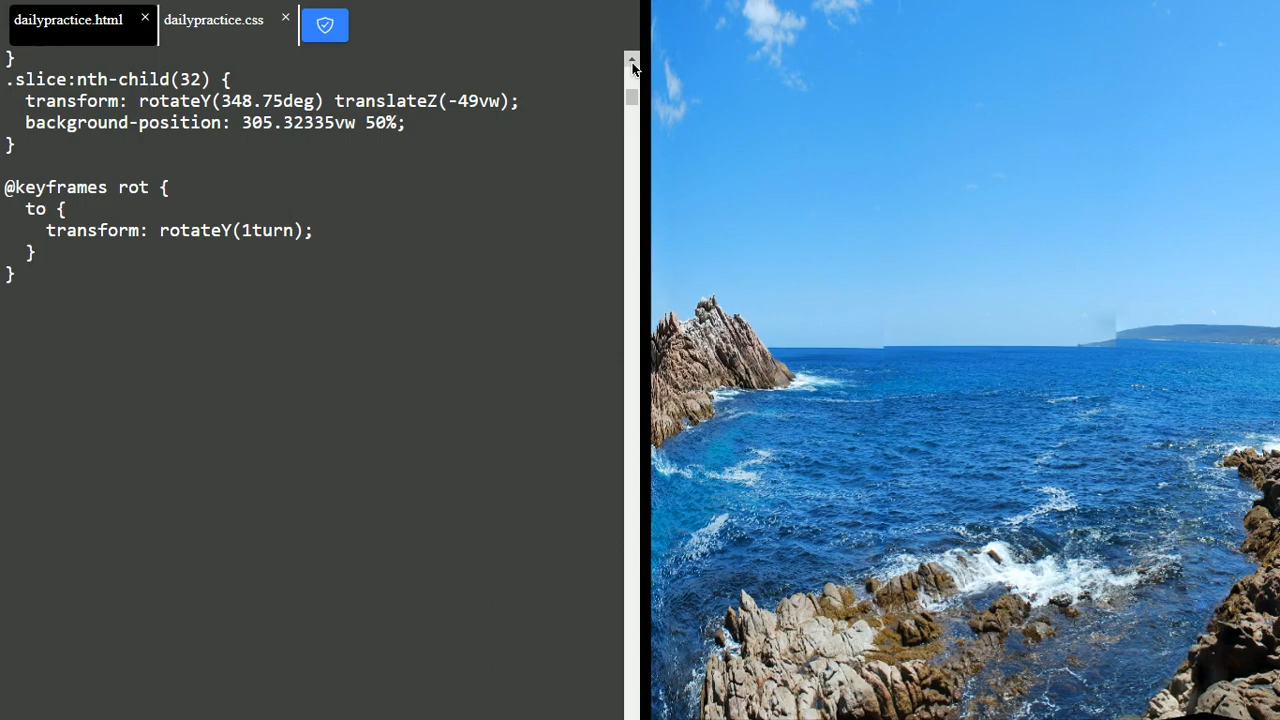 dailypractice.html × dailypractice.css ×
}
.slice:nth-child(32) {
  transform: rotateY(348.75deg) translateZ(-49vw);
  background-position: 305.32335vw 50%;
}

@keyframes rot {
  to {
    transform: rotateY(1turn);
  }
}